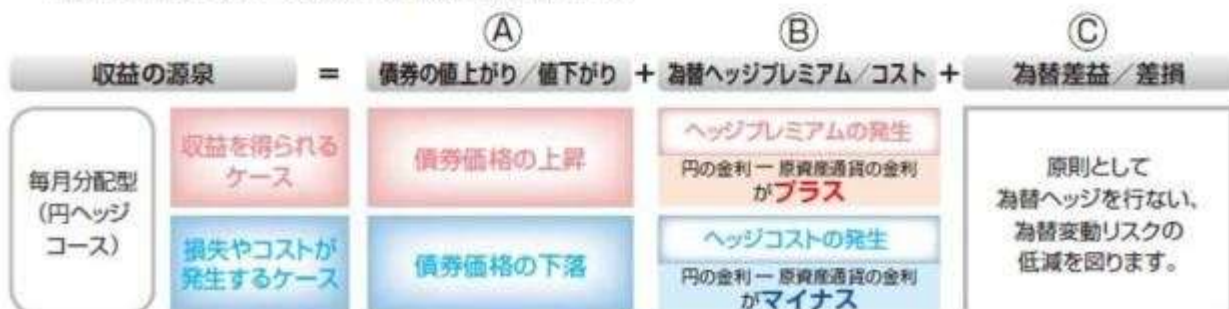 Ⓐ Ⓑ Ⓒ
収益の源泉 = 債券の値上がり/値下がり + 為替ヘッジプレミアム/コスト + 為替差益/差損
毎月分配型
(円ヘッジ
コース)
収益を得られる
ケース
債券価格の上昇
ヘッジプレミアムの発生
円の金利 ー 原資産通貨の金利
がプラス
損失やコストが
発生するケース
債券価格の下落
ヘッジコストの発生
円の金利 ー 原資産通貨の金利
がマイナス
原則として
為替ヘッジを行ない、
為替変動リスクの
低減を図ります。